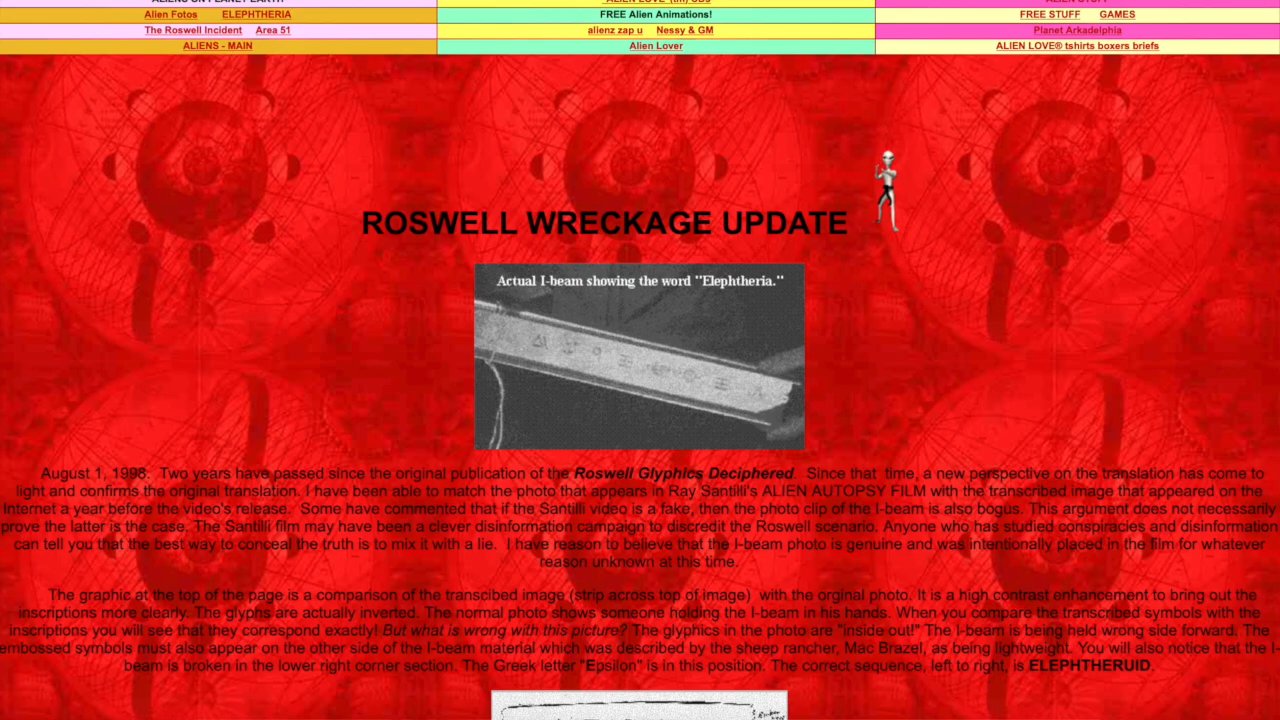 ALIENS ON PLANET EARTH
"ALIEN LOVE"(tm) CDs
ALIEN STUFF
Alien Fotos ELEPHTHERIA
FREE Alien Animations!
FREE STUFF GAMES
The Roswell Incident Area 51
alienz zap u Nessy & GM
Planet Arkadelphia
ALIENS - MAIN
Alien Lover
ALIEN LOVE® tshirts boxers briefs
ROSWELL WRECKAGE UPDATE
Actual I-beam showing the word "Elephtheria."
August 1, 1998. Two years have passed since the original publication of the Roswell Glyphics Deciphered. Since that time, a new perspective on the translation has come to
light and confirms the original translation. I have been able to match the photo that appears in Ray Santilli's ALIEN AUTOPSY FILM with the transcribed image that appeared on the
Internet a year before the video's release. Some have commented that if the Santilli video is a fake, then the photo clip of the I-beam is also bogus. This argument does not necessarily
prove the latter is the case. The Santilli film may have been a clever disinformation campaign to discredit the Roswell scenario. Anyone who has studied conspiracies and disinformation
can tell you that the best way to conceal the truth is to mix it with a lie. I have reason to believe that the I-beam photo is genuine and was intentionally placed in the film for whatever
reason unknown at this time.
The graphic at the top of the page is a comparison of the transcibed image (strip across top of image) with the orginal photo. It is a high contrast enhancement to bring out the
inscriptions more clearly. The glyphs are actually inverted. The normal photo shows someone holding the I-beam in his hands. When you compare the transcribed symbols with the
inscriptions you will see that they correspond exactly! But what is wrong with this picture? The glyphics in the photo are "inside out!" The I-beam is being held wrong side forward. The
embossed symbols must also appear on the other side of the I-beam material which was described by the sheep rancher, Mac Brazel, as being lightweight. You will also notice that the I-
beam is broken in the lower right corner section. The Greek letter "Epsilon" is in this position. The correct sequence, left to right, is ELEPHTHERUID.